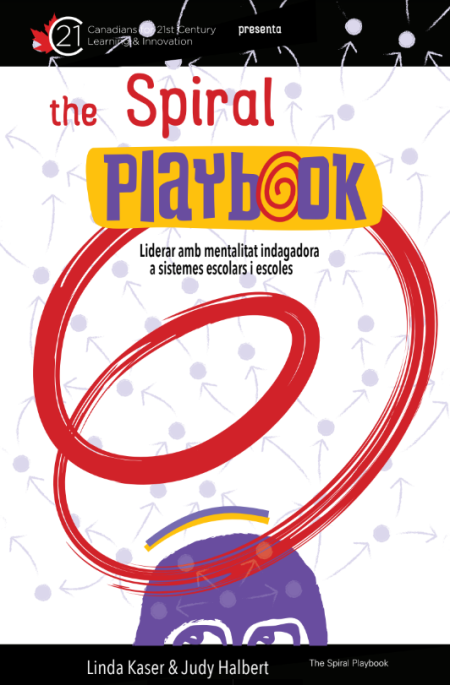 C21 Canadians for 21st Century
Learning & Innovation
presenta
the Spiral
Playbook
Liderar amb mentalitat indagadora
a sistemes escolars i escoles
Linda Kaser & Judy Halbert
The Spiral Playbook